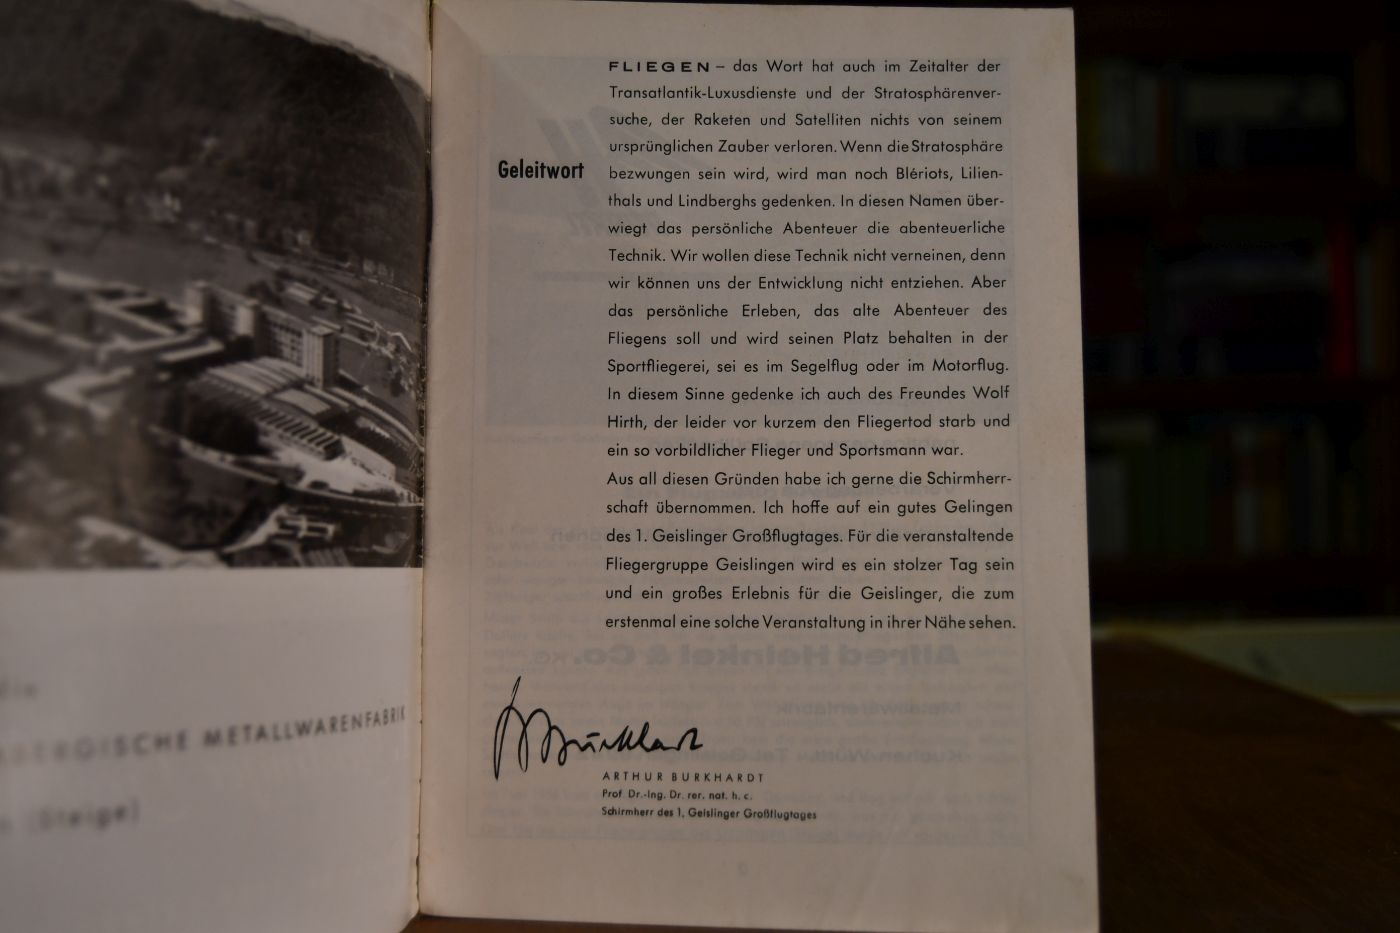 Geleitwort
FLIEGEN – das Wort hat auch im Zeitalter der
Transatlantik-Luxusdienste und der Stratosphärenver-
suche, der Raketen und Satelliten nichts von seinem
ursprünglichen Zauber verloren. Wenn die Stratosphäre
bezwungen sein wird, wird man noch Blériots, Lilien-
thals und Lindberghs gedenken. In diesen Namen über-
wiegt das persönliche Abenteuer die abenteuerliche
Technik. Wir wollen diese Technik nicht verneinen, denn
wir können uns der Entwicklung nicht entziehen. Aber
das persönliche Erleben, das alte Abenteuer des
Fliegens soll und wird seinen Platz behalten in der
Sportfliegerei, sei es im Segelflug oder im Motorflug.
In diesem Sinne gedenke ich auch des Freundes Wolf
Hirth, der leider vor kurzem den Fliegertod starb und
ein so vorbildlicher Flieger und Sportsmann war.
Aus all diesen Gründen habe ich gerne die Schirmherr-
schaft übernommen. Ich hoffe auf ein gutes Gelingen
des 1. Geislinger Großflugtages. Für die veranstaltende
Fliegergruppe Geislingen wird es ein stolzer Tag sein
und ein großes Erlebnis für die Geislinger, die zum
erstenmal eine solche Veranstaltung in ihrer Nähe sehen.
Burkhardt
ARTHUR BURKHARDT
Prof. Dr.-Ing. Dr. rer. nat. h. c.
Schirmherr des 1. Geislinger Großflugtages
METALLWARENFABRIK
(Steige)